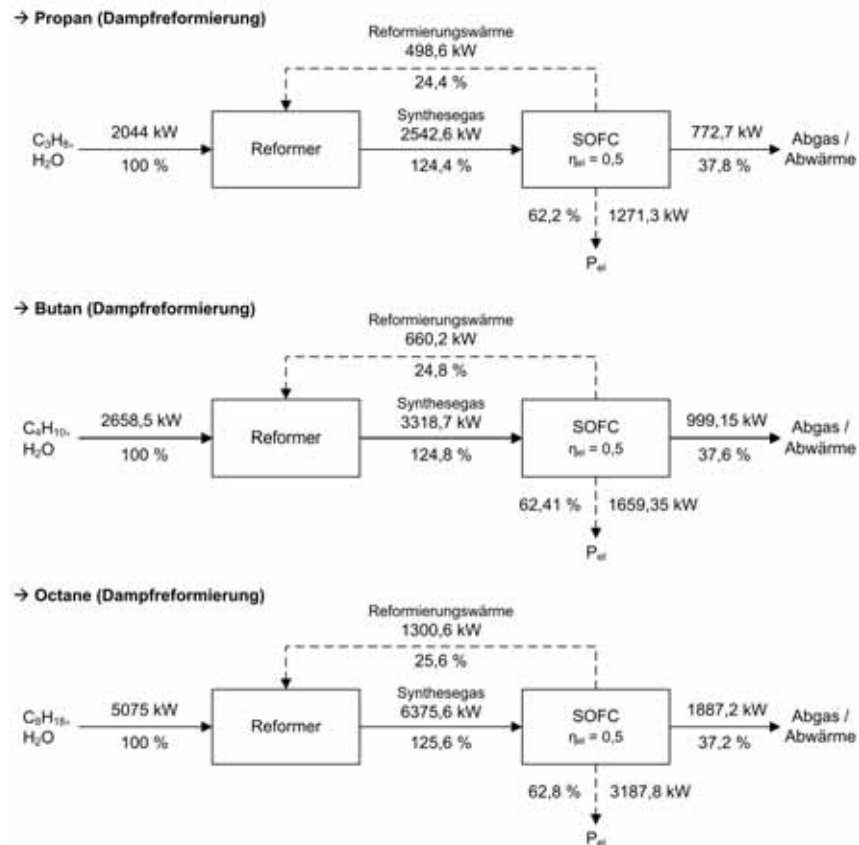 → Propan (Dampfreformierung)
Reformierungswärme
498,6 kW
24,4 %
C₃H₈,
H₂O
2044 kW
100 %
Reformer
Synthesegas
2542,6 kW
124,4 %
SOFC
ηel = 0,5
772,7 kW
37,8 %
Abgas /
Abwärme
62,2 % 1271,3 kW
Pel
→ Butan (Dampfreformierung)
Reformierungswärme
660,2 kW
24,8 %
C₄H₁₀,
H₂O
2658,5 kW
100 %
Reformer
Synthesegas
3318,7 kW
124,8 %
SOFC
ηel = 0,5
999,15 kW
37,6 %
Abgas /
Abwärme
62,41 % 1659,35 kW
Pel
→ Octane (Dampfreformierung)
Reformierungswärme
1300,6 kW
25,6 %
C₈H₁₈,
H₂O
5075 kW
100 %
Reformer
Synthesegas
6375,6 kW
125,6 %
SOFC
ηel = 0,5
1887,2 kW
37,2 %
Abgas /
Abwärme
62,8 % 3187,8 kW
Pel